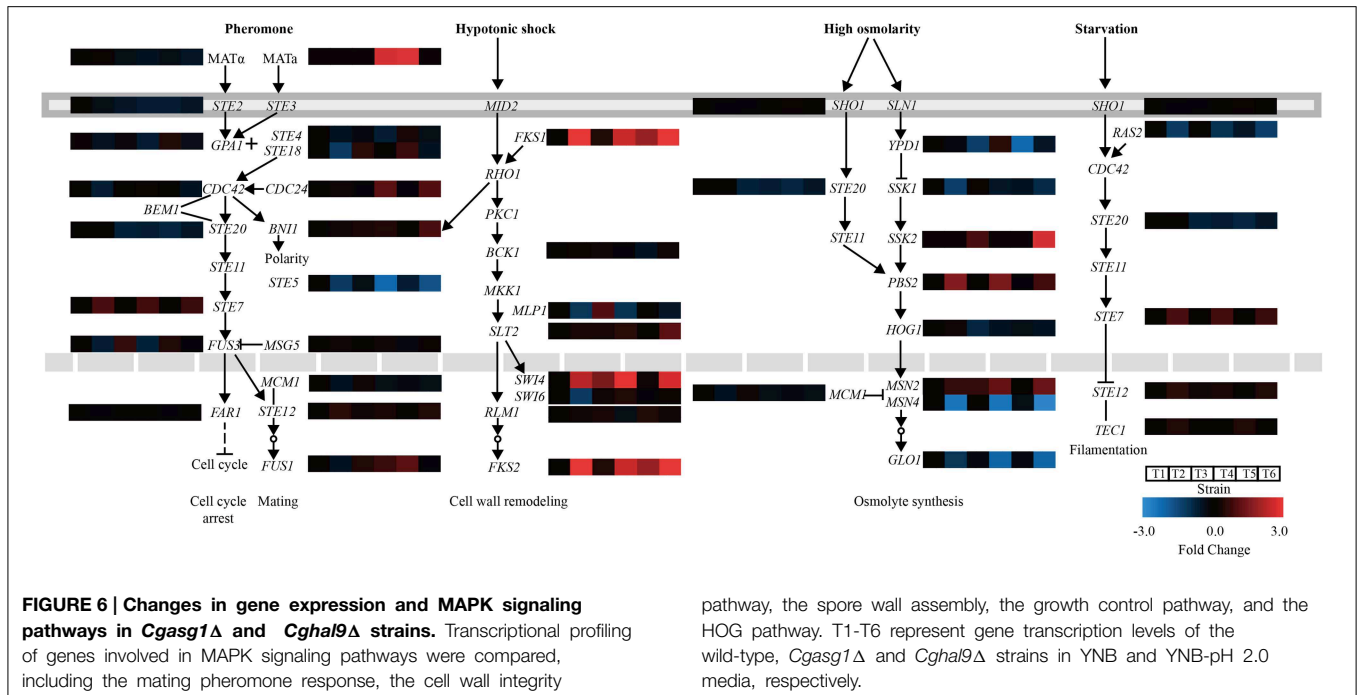 Pheromone
Hypotonic shock
High osmolarity
Starvation
MATα
MATa
STE2
STE3
MID2
SHO1
SLN1
SHO1
GPA1
+
STE4
STE18
FKS1
YPD1
RAS2
RHO1
CDC42
CDC42
CDC24
STE20
SSK1
BEM1
PKC1
STE20
BNI1
STE20
STE11
SSK2
BCK1
Polarity
STE11
STE11
STE5
MKK1
PBS2
STE7
MLP1
STE7
SLT2
HOG1
FUS3
MSG5
MCM1
SWI4
SWI6
MCM1
MSN2
MSN4
STE12
FAR1
STE12
RLM1
TEC1
Filamentation
Cell cycle
FUS1
FKS2
GLO1
T1 T2 T3 T4 T5 T6
Strain
Cell cycle
arrest
Mating
Cell wall remodeling
Osmolyte synthesis
-3.0 0.0 3.0
Fold Change
FIGURE 6 | Changes in gene expression and MAPK signaling
pathways in Cgasg1Δ and Cghal9Δ strains. Transcriptional profiling
of genes involved in MAPK signaling pathways were compared,
including the mating pheromone response, the cell wall integrity
pathway, the spore wall assembly, the growth control pathway, and the
HOG pathway. T1-T6 represent gene transcription levels of the
wild-type, Cgasg1Δ and Cghal9Δ strains in YNB and YNB-pH 2.0
media, respectively.